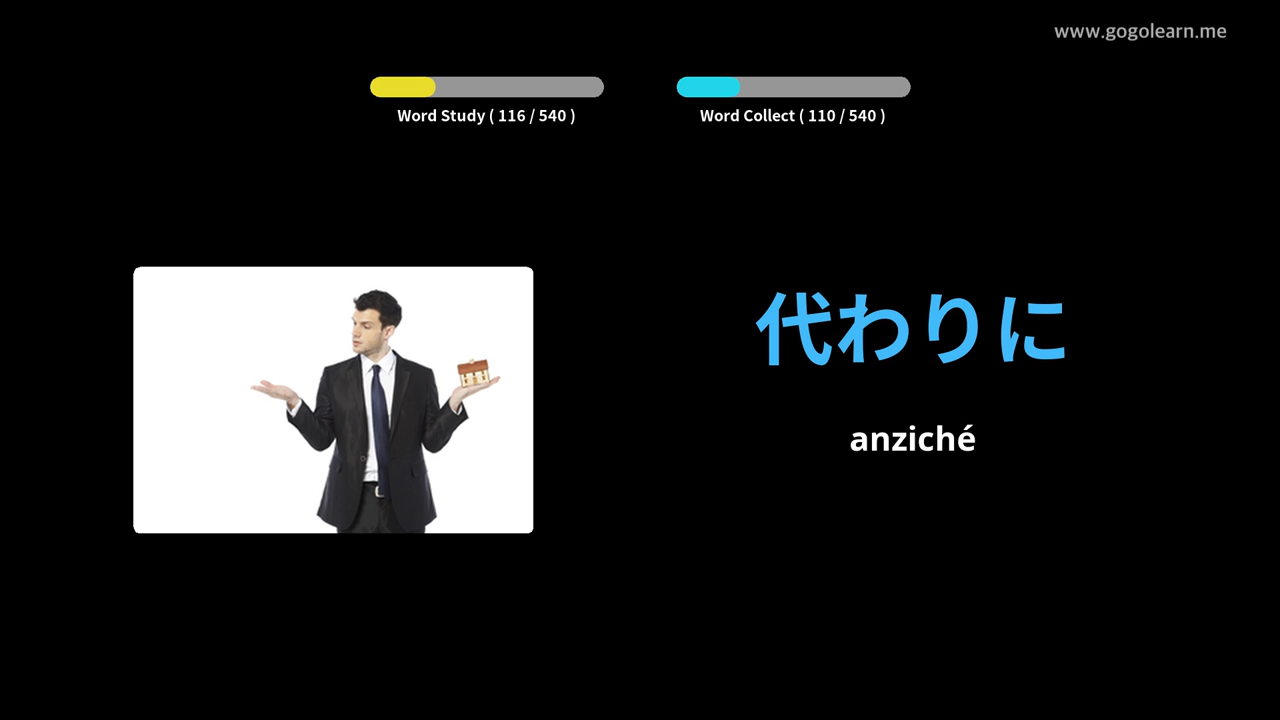 www.gogolearn.me
Word Study ( 116 / 540 )
Word Collect ( 110 / 540 )
代わりに
anziché